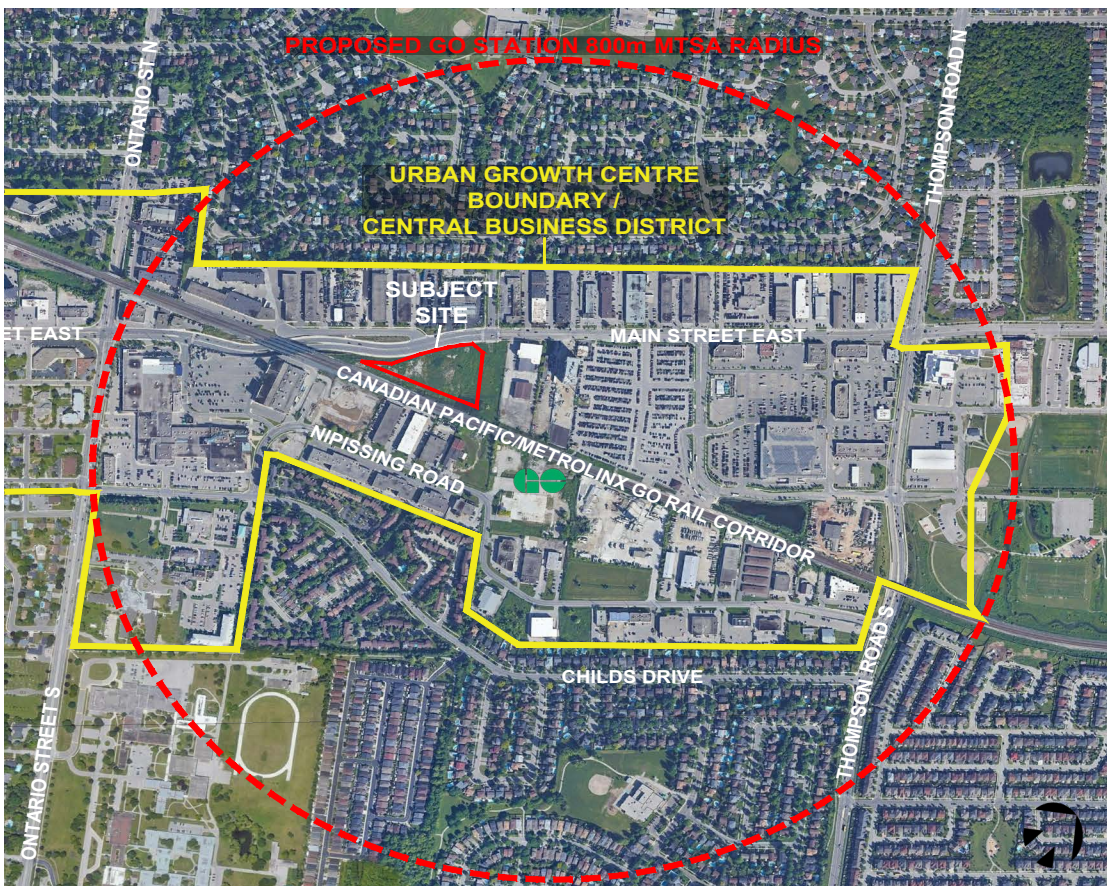 PROPOSED GO STATION 800m MTSA RADIUS
ONTARIO ST N
THOMPSON ROAD N
URBAN GROWTH CENTRE
BOUNDARY /
CENTRAL BUSINESS DISTRICT
SUBJECT
SITE
ET EAST
MAIN STREET EAST
CANADIAN PACIFIC/METROLINX GO RAIL CORRIDOR
NIPISSING ROAD
GO
CHILDS DRIVE
THOMPSON ROAD S
ONTARIO STREET S